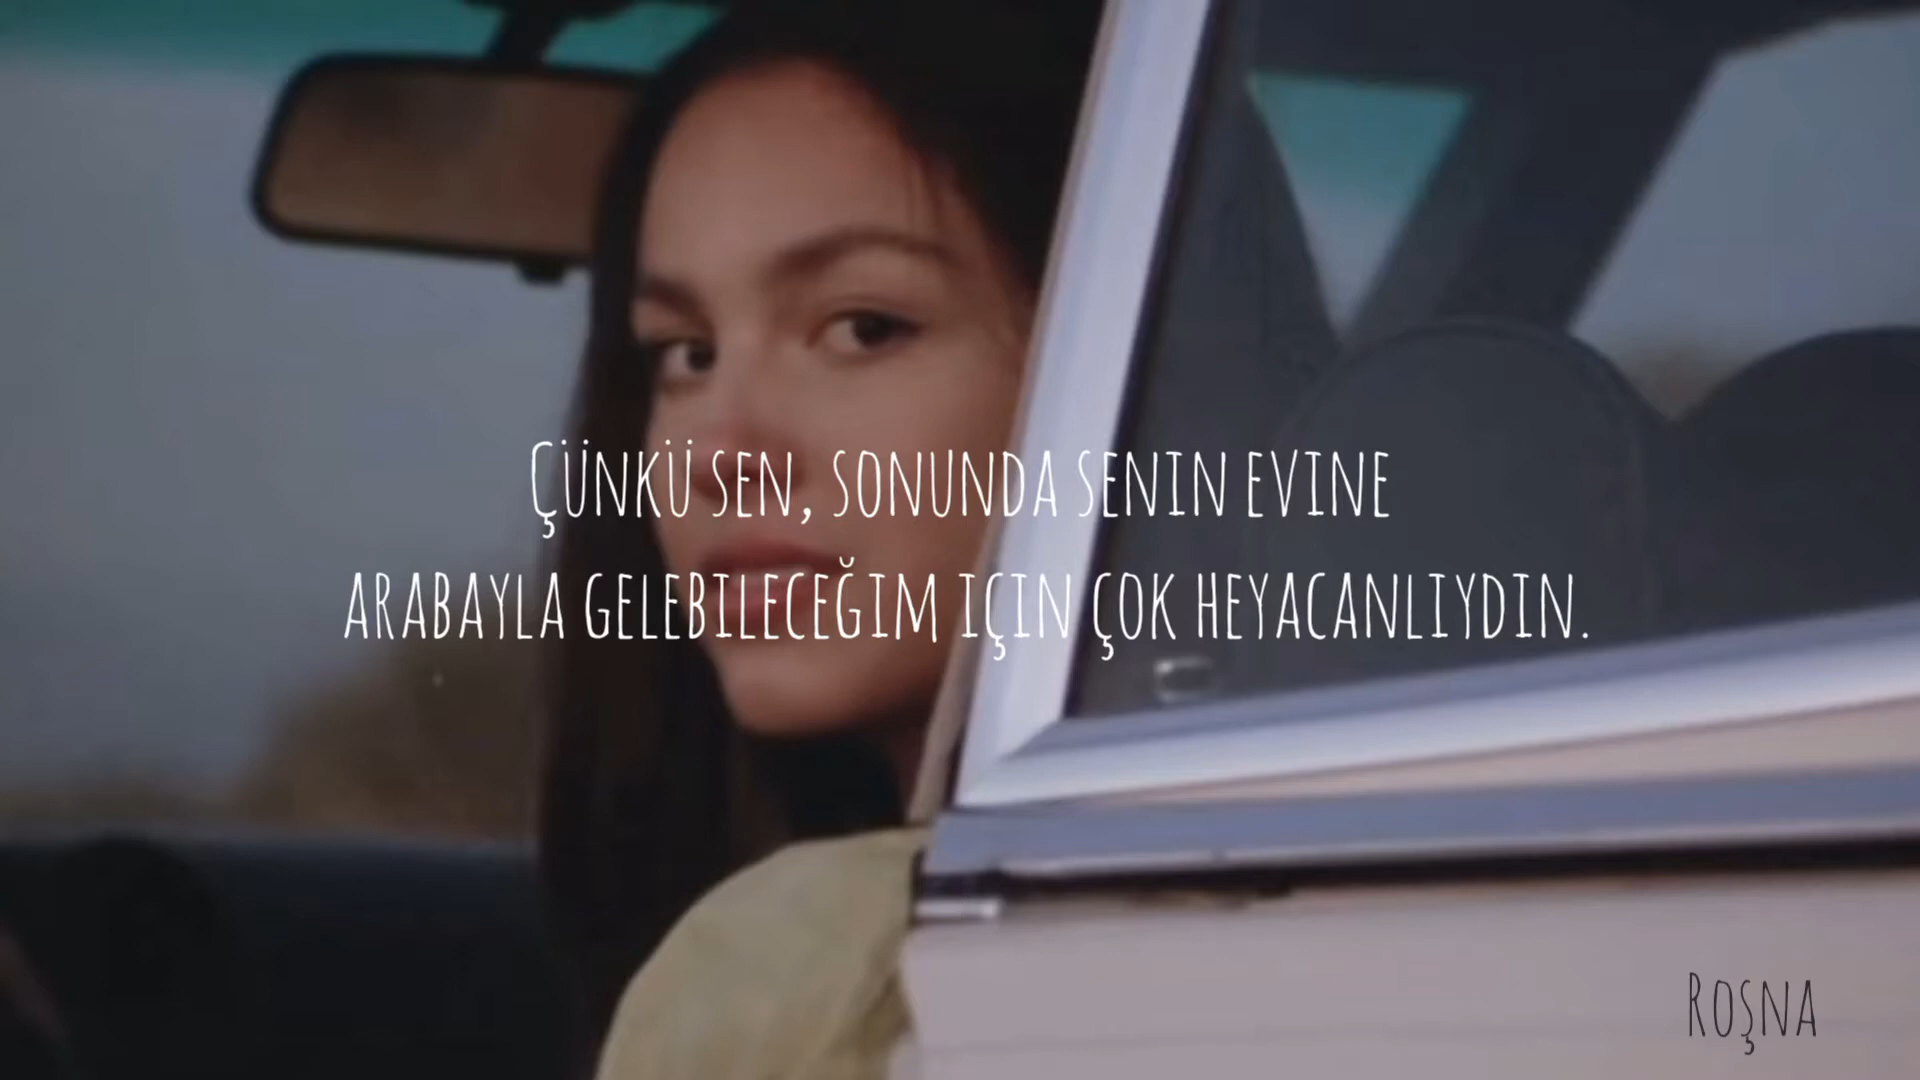 Çünkü sen, sonunda senin evine
arabayla gelebileceğim için çok heyacanlıydın.
Roşna